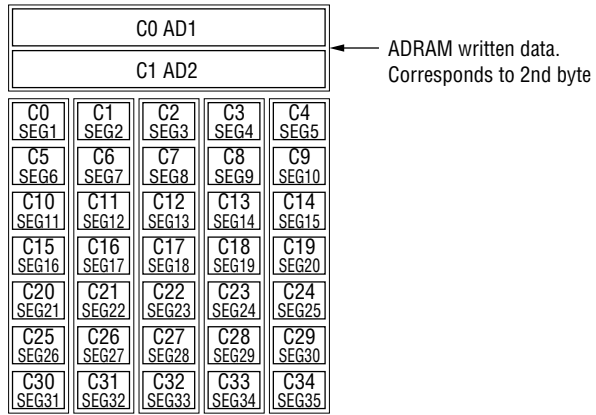 C0 AD1
C1 AD2
ADRAM written data.
Corresponds to 2nd byte
C0 C1 C2 C3 C4
SEG1 SEG2 SEG3 SEG4 SEG5
C5 C6 C7 C8 C9
SEG6 SEG7 SEG8 SEG9 SEG10
C10 C11 C12 C13 C14
SEG11 SEG12 SEG13 SEG14 SEG15
C15 C16 C17 C18 C19
SEG16 SEG17 SEG18 SEG19 SEG20
C20 C21 C22 C23 C24
SEG21 SEG22 SEG23 SEG24 SEG25
C25 C26 C27 C28 C29
SEG26 SEG27 SEG28 SEG29 SEG30
C30 C31 C32 C33 C34
SEG31 SEG32 SEG33 SEG34 SEG35